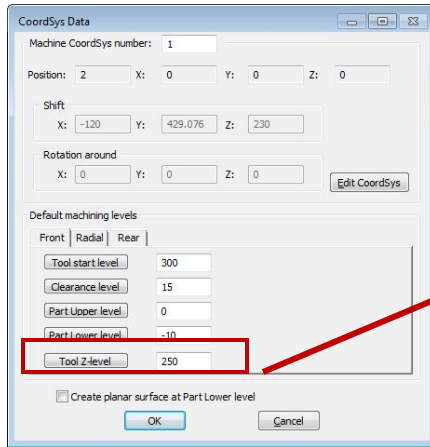 CoordSys Data
Machine CoordSys number: 1
Position: 2 X: 0 Y: 0 Z: 0
Shift
X: -120 Y: 429.076 Z: 230
Rotation around
X: 0 Y: 0 Z: 0
Edit CoordSys
Default machining levels
Front Radial Rear
Tool start level 300
Clearance level 15
Part Upper level 0
Part Lower level -10
Tool Z-level 250
Create planar surface at Part Lower level
OK Cancel